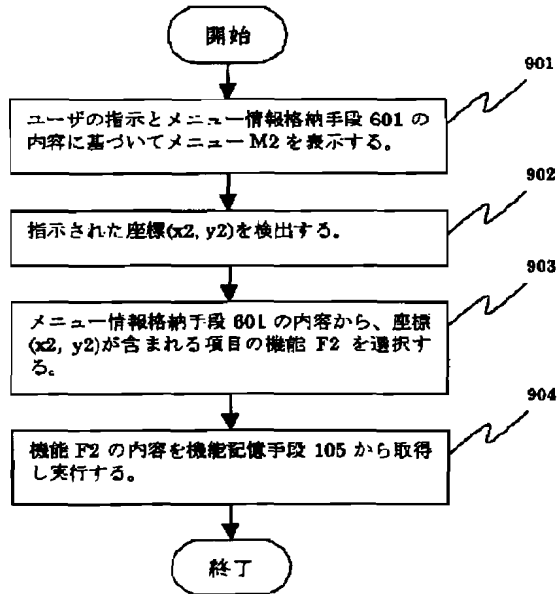 開始
901
ユーザの指示とメニュー情報格納手段 601 の
内容に基づいてメニュー M2 を表示する。
902
指示された座標(x2, y2)を検出する。
903
メニュー情報格納手段 601 の内容から、座標
(x2, y2)が含まれる項目の機能 F2 を選択す
る。
904
機能 F2 の内容を機能記憶手段 105 から取得
し実行する。
終了